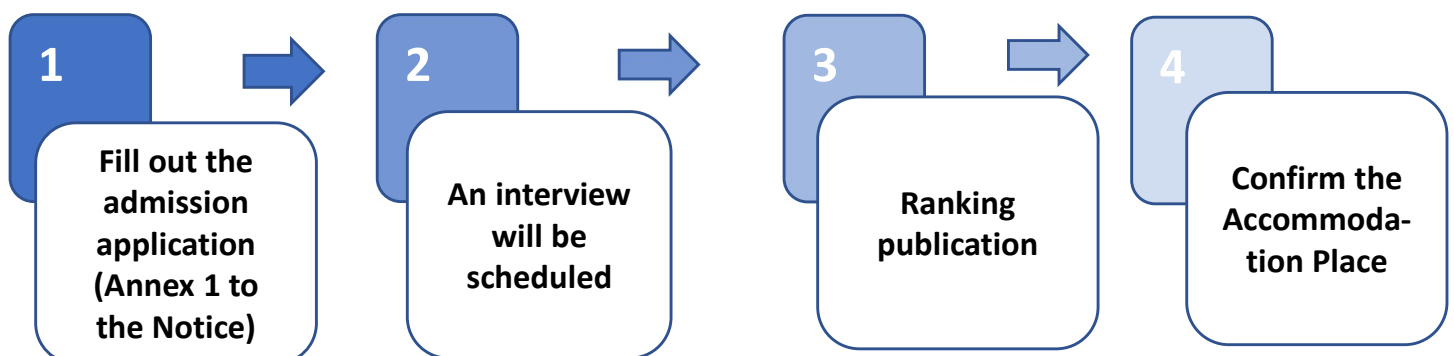 1
Fill out the
admission
application
(Annex 1 to
the Notice)
2
An interview
will be
scheduled
3
Ranking
publication
4
Confirm the
Accommoda-
tion Place